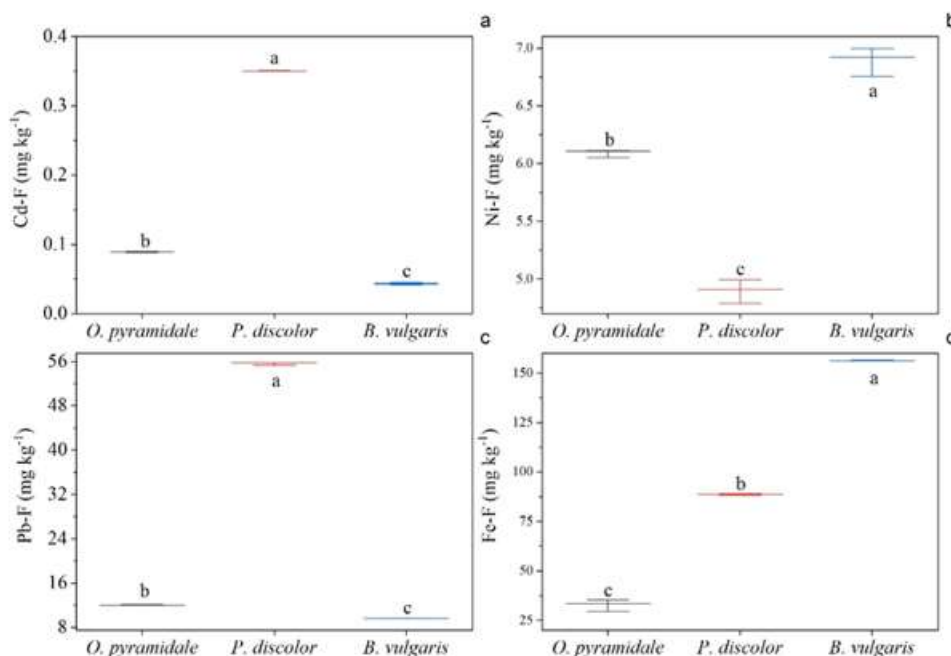 a
Cd-F (mg kg⁻¹)
0.4
0.3
0.2
0.1
0.0
b
a
c
O. pyramidale P. discolor B. vulgaris
b
Ni-F (mg kg⁻¹)
7.0
6.5
6.0
5.0
b
c
a
O. pyramidale P. discolor B. vulgaris
c
Pb-F (mg kg⁻¹)
56
48
40
32
24
16
8
b
a
c
O. pyramidale P. discolor B. vulgaris
Fe-F (mg kg⁻¹)
150
125
100
75
50
25
c
b
a
O. pyramidale P. discolor B. vulgaris